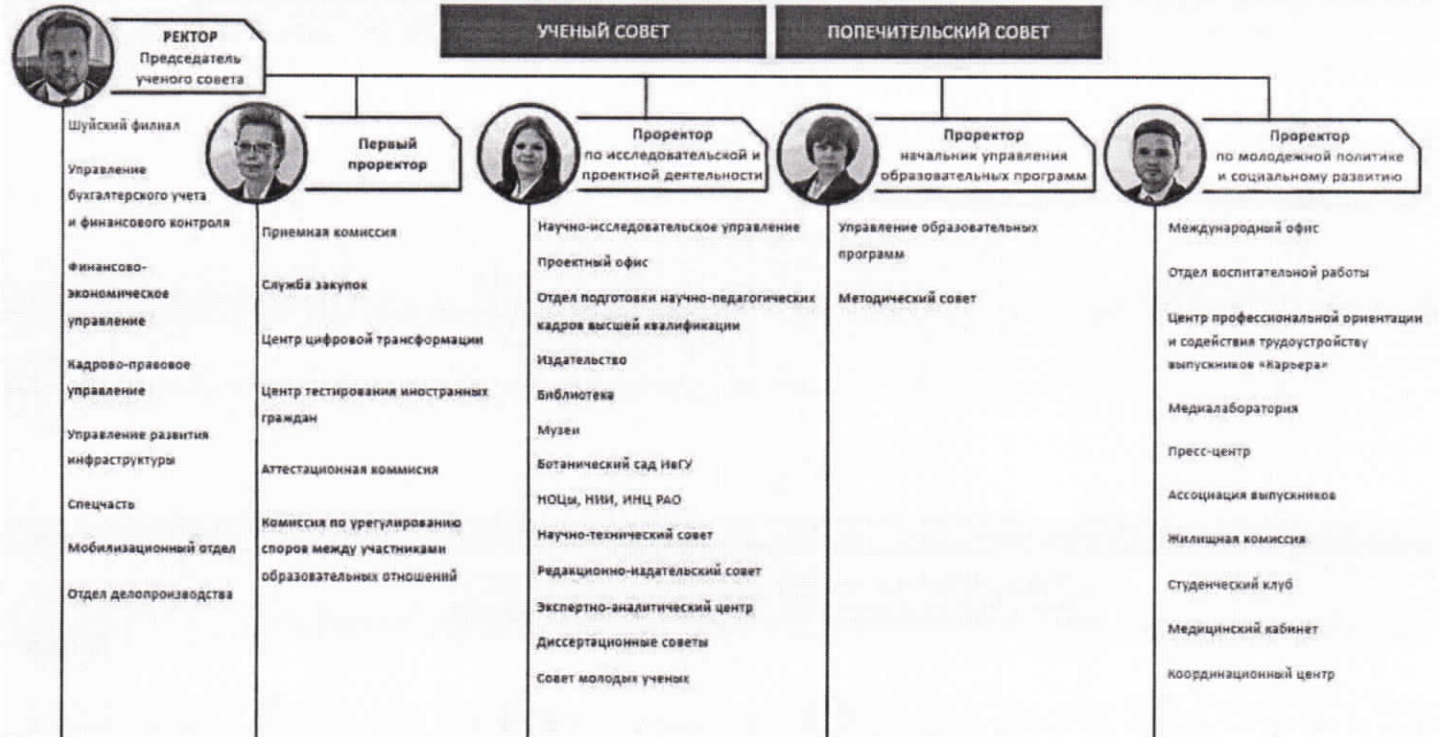 РЕКТОР
Председатель
ученого совета
УЧЕНЫЙ СОВЕТ
ПОПЕЧИТЕЛЬСКИЙ СОВЕТ
Шуйский филиал
Управление
бухгалтерского учета
и финансового контроля
Финансово-
экономическое
управление
Кадрово-правовое
управление
Управление развития
инфраструктуры
Спецчасть
Мобилизационный отдел
Отдел делопроизводства
Первый
проректор
Приемная комиссия
Служба закупок
Центр цифровой трансформации
Центр тестирования иностранных
граждан
Аттестационная коммисия
Комиссия по урегулированию
споров между участниками
образовательных отношений
Проректор
по исследовательской и
проектной деятельности
Научно-исследовательское управление
Проектный офис
Отдел подготовки научно-педагогических
кадров высшей квалификации
Издательство
Библиотека
Музеи
Ботанический сад ИвГУ
НОЦы, НИИ, ИНЦ РАО
Научно-технический совет
Редакционно-издательский совет
Экспертно-аналитический центр
Диссертационные советы
Совет молодых ученых
Проректор
начальник управления
образовательных программ
Управление образовательных
программ
Методический совет
Проректор
по молодежной политике
и социальному развитию
Международный офис
Отдел воспитательной работы
Центр профессиональной ориентации
и содействия трудоустройству
выпускников «Карьера»
Медиалаборатория
Пресс-центр
Ассоциация выпускников
Жилищная комиссия
Студенческий клуб
Медицинский кабинет
Координационный центр